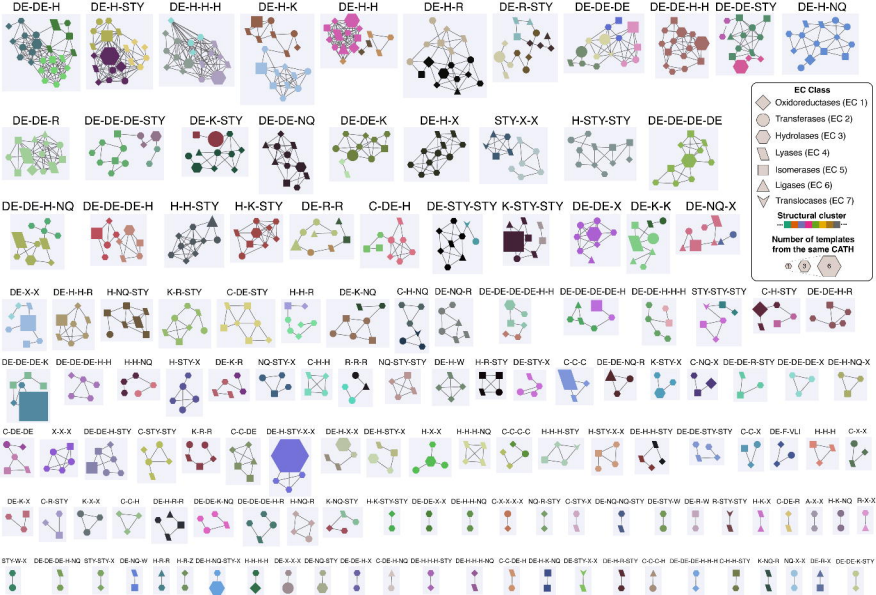 DE-DE-H DE-H-STY DE-H-H-H DE-H-K DE-H-H DE-H-R DE-R-STY DE-DE-DE DE-DE-H-H DE-DE-STY DE-H-NQ
EC Class
Oxidoreductases (EC 1)
Transferases (EC 2)
Hydrolases (EC 3)
Lyases (EC 4)
Isomerases (EC 5)
Ligases (EC 6)
Translocases (EC 7)
Structural cluster
Number of templates
from the same CATH
3 6
DE-DE-R DE-DE-DE-STY DE-K-STY DE-DE-NQ DE-DE-K DE-H-X STY-X-X H-STY-STY DE-DE-DE-DE
DE-DE-H-NQ DE-DE-DE-H H-H-STY H-K-STY DE-R-R C-DE-H DE-STY-STY K-STY-STY DE-DE-X DE-K-K DE-NQ-X
DE-X-X DE-H-H-R H-NQ-STY K-R-STY C-DE-STY H-H-R DE-K-NQ C-H-NQ DE-NQ-R DE-DE-DE-DE-H-H DE-DE-DE-DE-H DE-DE-H-H-H STY-STY-STY C-H-STY DE-DE-H-R
DE-DE-DE-K DE-DE-DE-H-H H-H-NQ H-STY-X DE-K-R NQ-STY-X C-H-H R-R-R NQ-STY-STY DE-H-W H-R-STY DE-STY-X C-C-C DE-DE-NQ-R K-STY-X C-NQ-X DE-DE-R-STY DE-DE-DE-X DE-H-NQ-X
C-DE-DE X-X-X DE-DE-H-STY C-STY-STY K-R-R C-C-DE DE-H-STY-X-X DE-H-X-X DE-H-STY-X H-X-X H-H-H-NQ C-C-C-C H-H-H-STY H-STY-X-X DE-H-H-STY DE-DE-STY-STY C-C-X DE-F-VLI H-H-H C-X-X
DE-K-X C-R-STY K-X-X C-C-H DE-H-R-R DE-DE-K-NQ DE-DE-DE-H-R H-NQ-R K-NQ-STY H-K-STY-STY DE-DE-X-X DE-H-H-NQ C-X-X-X-X NQ-R-STY C-STY-X DE-NQ-NQ-STY DE-STY-W DE-R-W R-STY-STY H-K-X C-DE-R A-X-X H-K-NQ R-X-X
STY-W-X DE-DE-DE-H-NQ STY-STY-X DE-NQ-W H-R-R H-R-Z DE-H-NQ-STY-X H-H-H-H DE-X-X-X DE-NQ-STY DE-DE-H-X C-DE-H-NQ DE-H-H-H-STY DE-H-H-H-NQ C-C-DE-H DE-H-K-NQ DE-STY-X-X DE-H-R-STY C-C-C-H DE-DE-DE-H-H-H C-H-H-STY K-NQ-R NQ-X-X DE-R-X DE-DE-K-STY